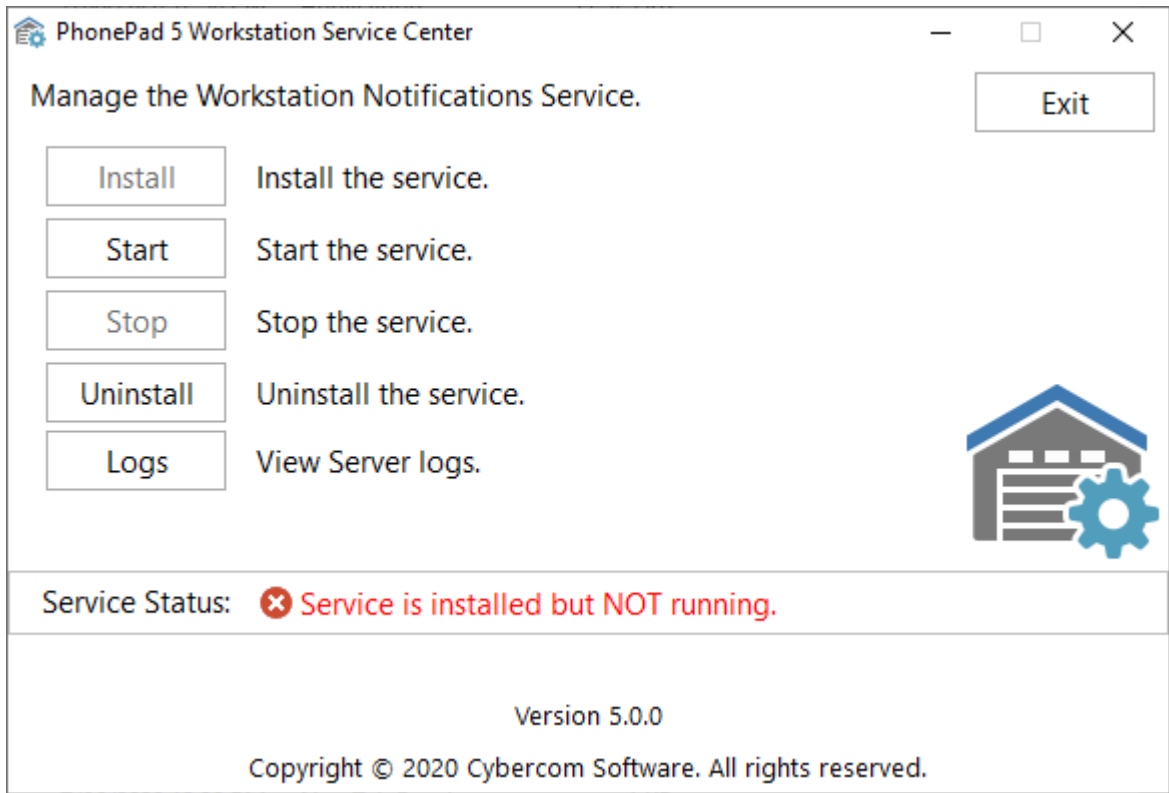 PhonePad 5 Workstation Service Center
Manage the Workstation Notifications Service.
Exit
Install Install the service.
Start Start the service.
Stop Stop the service.
Uninstall Uninstall the service.
Logs View Server logs.
Service Status: Service is installed but NOT running.
Version 5.0.0
Copyright © 2020 Cybercom Software. All rights reserved.